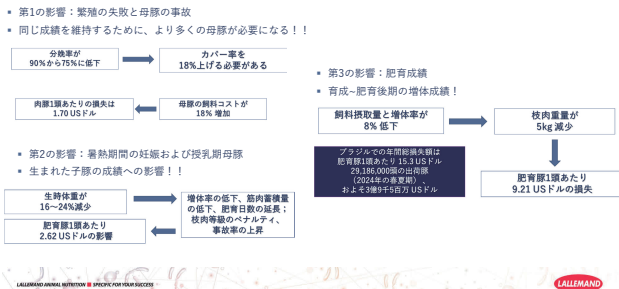 第1の影響：繁殖の失敗と母豚の事故
同じ成績を維持するために、より多くの母豚が必要になる！！
分娩率が
90%から75%に低下
カバー率を
18%上げる必要がある
肉豚1頭あたりの損失は
1.70 USドル
母豚の飼料コストが
18% 増加
第2の影響：暑熱期間の妊娠および授乳期母豚
生まれた子豚の成績への影響！！
生時体重が
16～24%減少
増体率の低下、筋肉蓄積量
の低下、肥育日数の延長；
枝肉等級のペナルティ、
事故率の上昇
肥育豚1頭あたり
2.62 USドルの影響
第3の影響：肥育成績
育成~肥育後期の増体成績！
飼料摂取量と増体率が
8% 低下
枝肉重量が
5kg 減少
ブラジルでの年間総損失額は
肥育豚1頭あたり 15.3 USドル
29,186,000頭の出荷豚
（2024年の春夏期）、
およそ3億9千5百万 USドル
肥育豚1頭あたり
9.21 USドルの損失
LALLEMAND ANIMAL NUTRITION SPECIFIC FOR YOUR SUCCESS
LALLEMAND